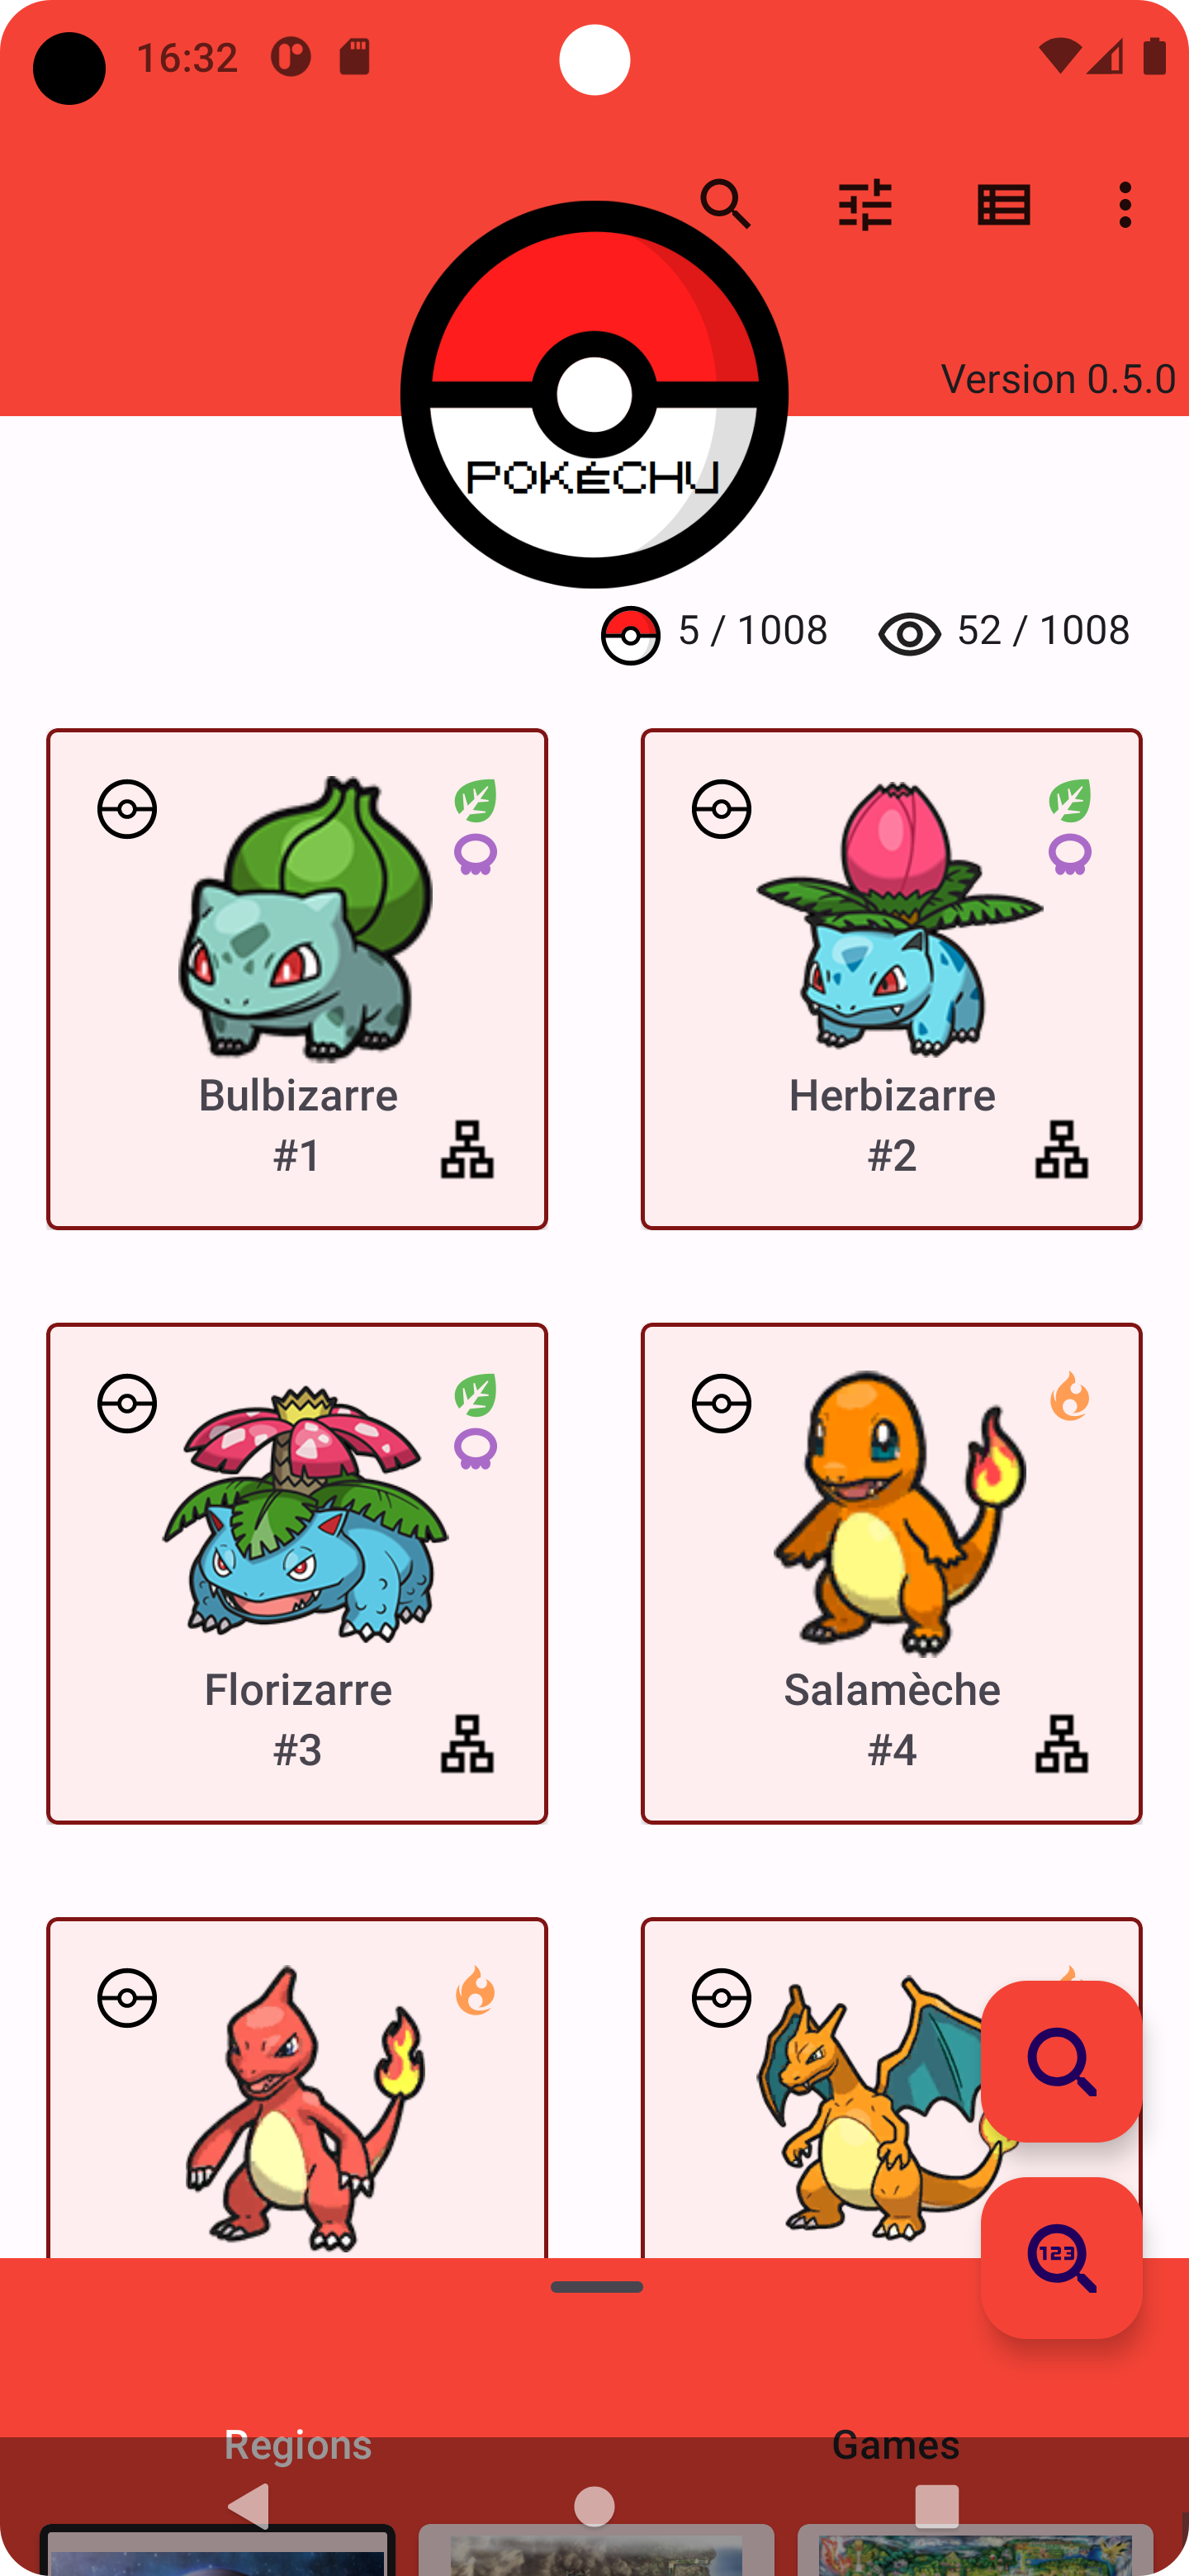 16:32
Version 0.5.0
POKÉCHU
5 / 1008 52 / 1008
Bulbizarre
#1
Herbizarre
#2
Florizarre
#3
Salamèche
#4
123
Regions Games